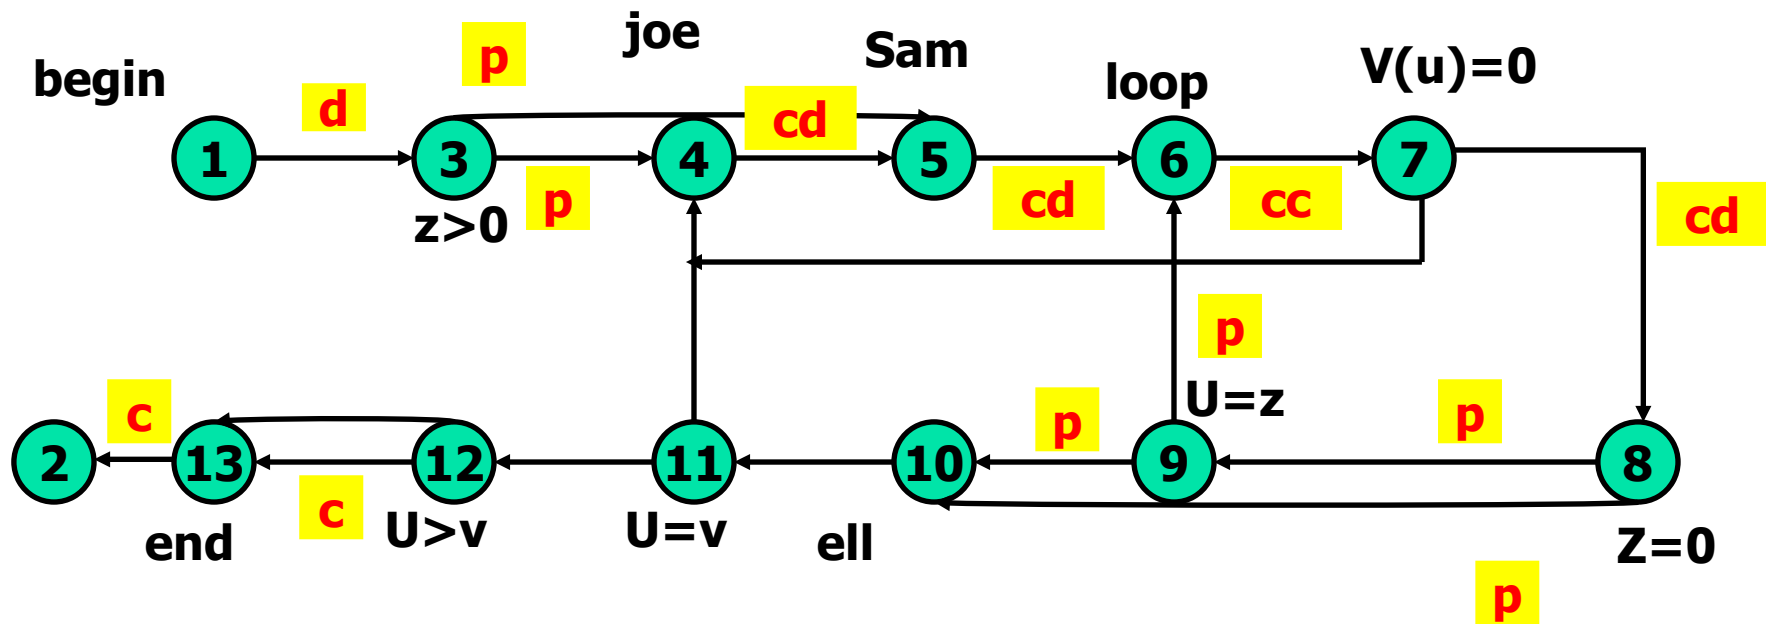 joe
p
Sam
begin
loop
V(u)=0
d
cd
1
3
4
5
6
7
z>0
p
cd
cc
cd
p
U=z
c
p
p
2
13
12
11
10
9
8
c
end
U>v
U=v
ell
Z=0
p